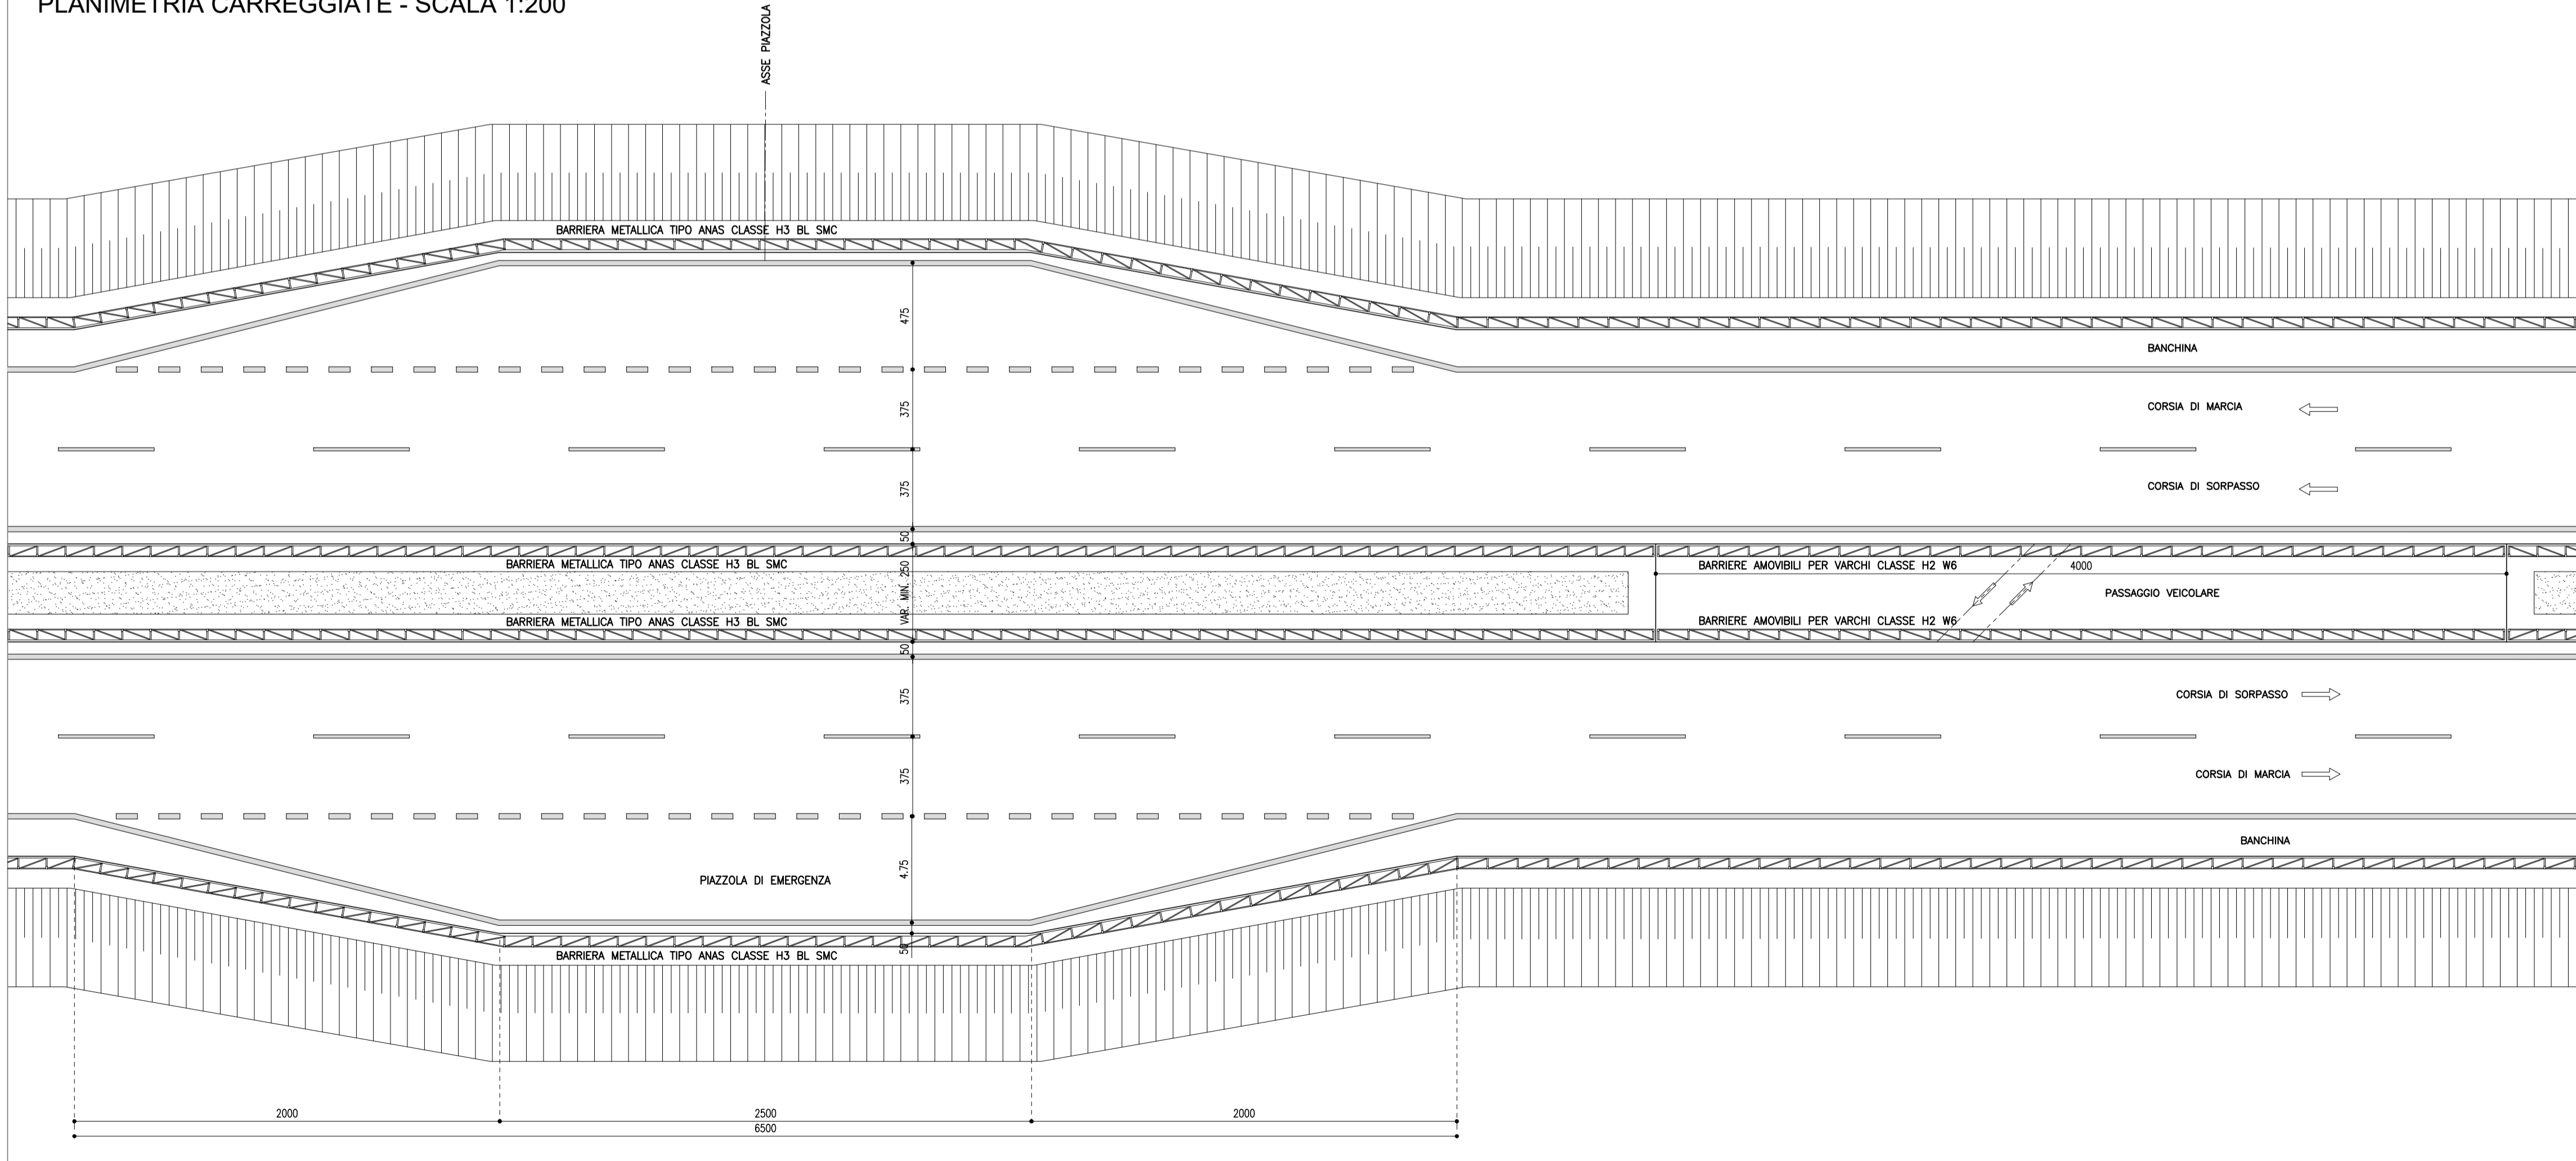 PLANIMETRIA CARREGGIATE - SCALA 1:200
ASSE PIAZZOLA
BARRIERA METALLICA TIPO ANAS CLASSE H3 BL SMC
475
BANCHINA
375
CORSIA DI MARCIA
375
CORSIA DI SORPASSO
50
BARRIERA METALLICA TIPO ANAS CLASSE H3 BL SMC
BARRIERE AMOVIBILI PER VARCHI CLASSE H2 W6
4000
VAR. MIN. 250
PASSAGGIO VEICOLARE
BARRIERA METALLICA TIPO ANAS CLASSE H3 BL SMC
BARRIERE AMOVIBILI PER VARCHI CLASSE H2 W6
50
375
CORSIA DI SORPASSO
375
CORSIA DI MARCIA
BANCHINA
4.75
PIAZZOLA DI EMERGENZA
50
BARRIERA METALLICA TIPO ANAS CLASSE H3 BL SMC
2000
2500
2000
6500